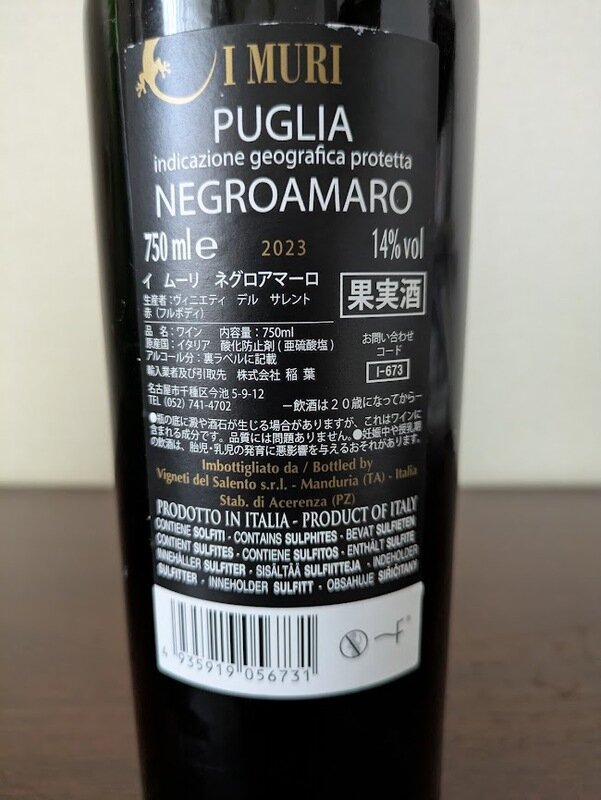 I MURI
PUGLIA
indicazione geografica protetta
NEGROAMARO
750 ml e 2023 14% vol
イ ムーリ ネグロアマーロ
生産者：ヴィニエティ デル サレント
赤（フルボディ）
果実酒
品 名：ワイン 内容量：750ml
原産国：イタリア 酸化防止剤（亜硫酸塩）
アルコール分：裏ラベルに記載
輸入業者及び引取先 株式会社 稲 葉
お問い合わせ
コード
I-673
名古屋市千種区今池 5-9-12
TEL (052) 741-4702 ー飲酒は２０歳になってからー
●瓶の底に澱や酒石が生じる場合がありますが、これはワインに
含まれる成分です。品質には問題ありません。●妊娠中や授乳期
の飲酒は、胎児・乳児の発育に悪影響を与えるおそれがあります。
Imbottigliato da / Bottled by
Vigneti del Salento s.r.l. - Manduria (TA) - Italia
Stab. di Acerenza (PZ)
PRODOTTO IN ITALIA - PRODUCT OF ITALY
CONTIENE SOLFITI - CONTAINS SULPHITES - BEVAT SULFIETEN
CONTIENT SULFITES - CONTIENE SULFITOS - ENTHÄLT SULFITE
INNEHÅLLER SULFITER - SISÄLTÄÄ SULFIITTEJA - INDEHOLDER
SULFITTER - INNEHOLDER SULFITT - OBSAHUJE SIŘIČITANY
4 935919 056731